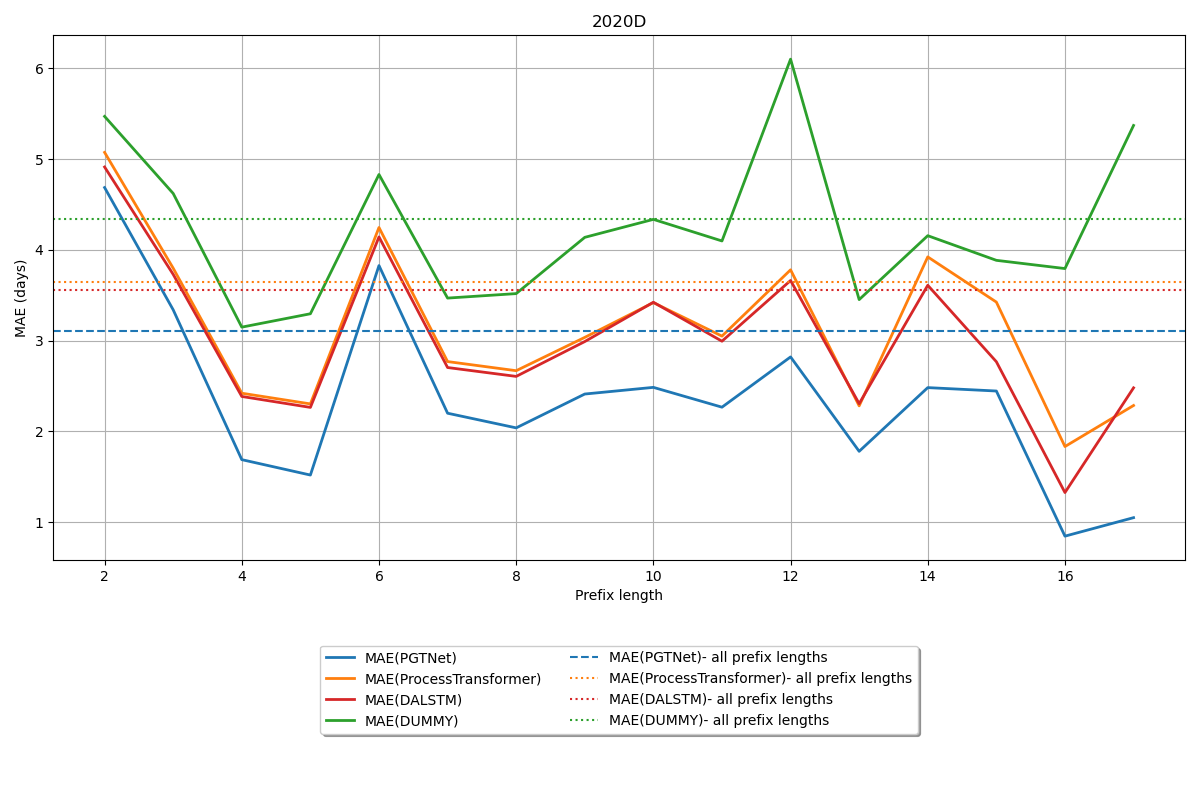 2020D
MAE (days)
6
5
4
3
2
1
2 4 6 8 10 12 14 16
Prefix length
MAE(PGTNet)
MAE(ProcessTransformer)
MAE(DALSTM)
MAE(DUMMY)
MAE(PGTNet)- all prefix lengths
MAE(ProcessTransformer)- all prefix lengths
MAE(DALSTM)- all prefix lengths
MAE(DUMMY)- all prefix lengths